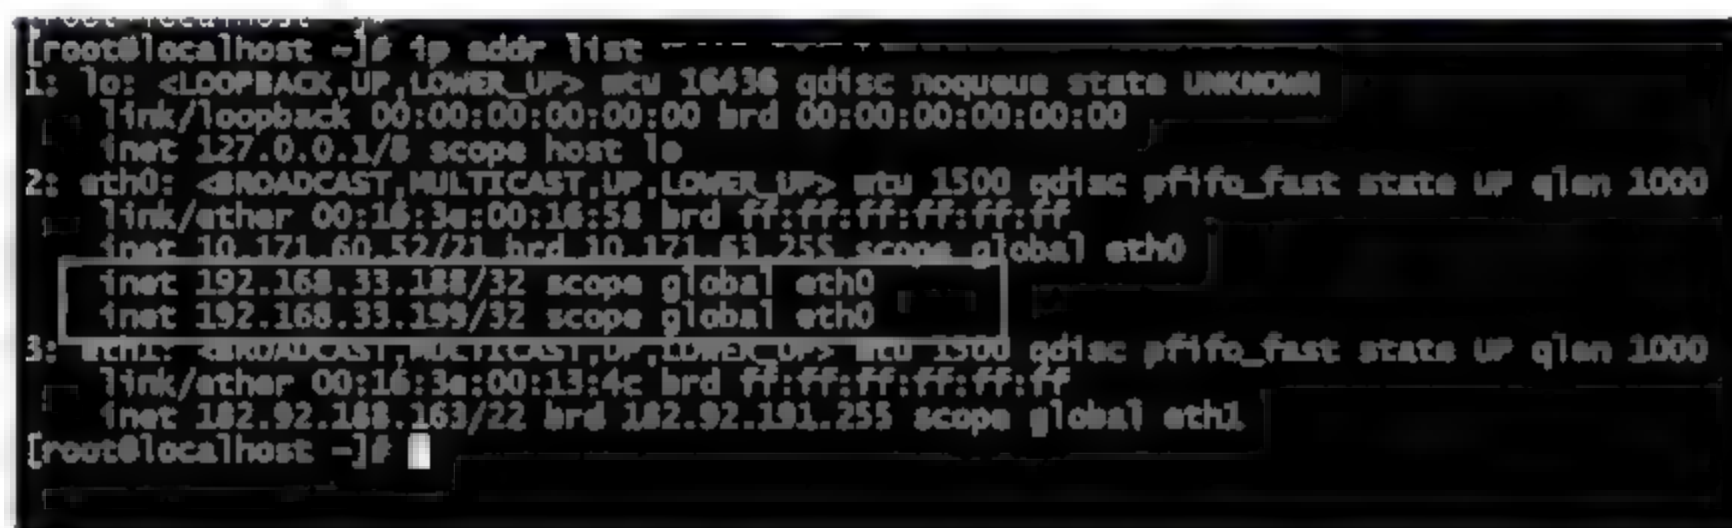 [root@localhost ~]# ip addr list
1: lo: <LOOPBACK,UP,LOWER_UP> mtu 16436 qdisc noqueue state UNKNOWN
link/loopback 00:00:00:00:00:00 brd 00:00:00:00:00:00
inet 127.0.0.1/8 scope host lo
2: eth0: <BROADCAST,MULTICAST,UP,LOWER_UP> mtu 1500 qdisc pfifo_fast state UP qlen 1000
link/ether 00:16:3e:00:16:58 brd ff:ff:ff:ff:ff:ff
inet 10.171.60.52/21 brd 10.171.63.255 scope global eth0
inet 192.168.33.188/32 scope global eth0
inet 192.168.33.199/32 scope global eth0
3: eth1: <BROADCAST,MULTICAST,UP,LOWER_UP> mtu 1500 qdisc pfifo_fast state UP qlen 1000
link/ether 00:16:3e:00:13:4c brd ff:ff:ff:ff:ff:ff
inet 182.92.188.163/22 brd 182.92.191.255 scope global eth1
[root@localhost ~]#